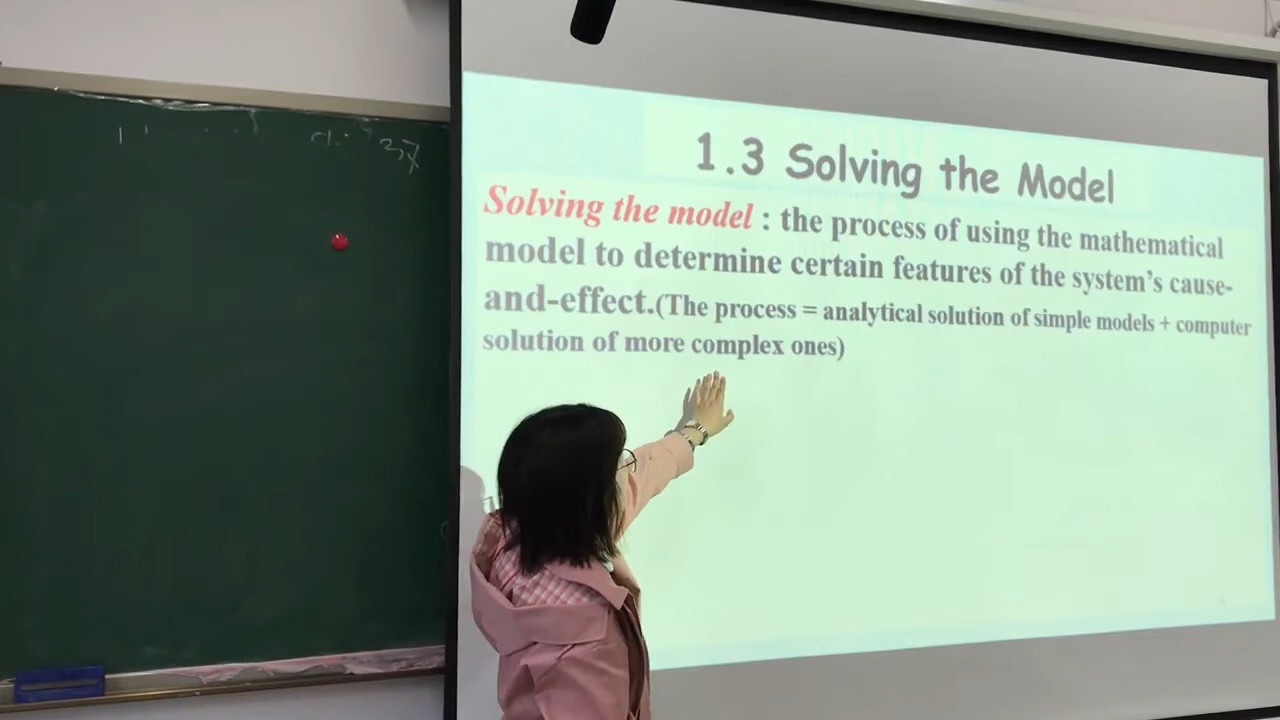 1.3 Solving the Model
Solving the model : the process of using the mathematical
model to determine certain features of the system’s cause-
and-effect.(The process = analytical solution of simple models + computer
solution of more complex ones)
37